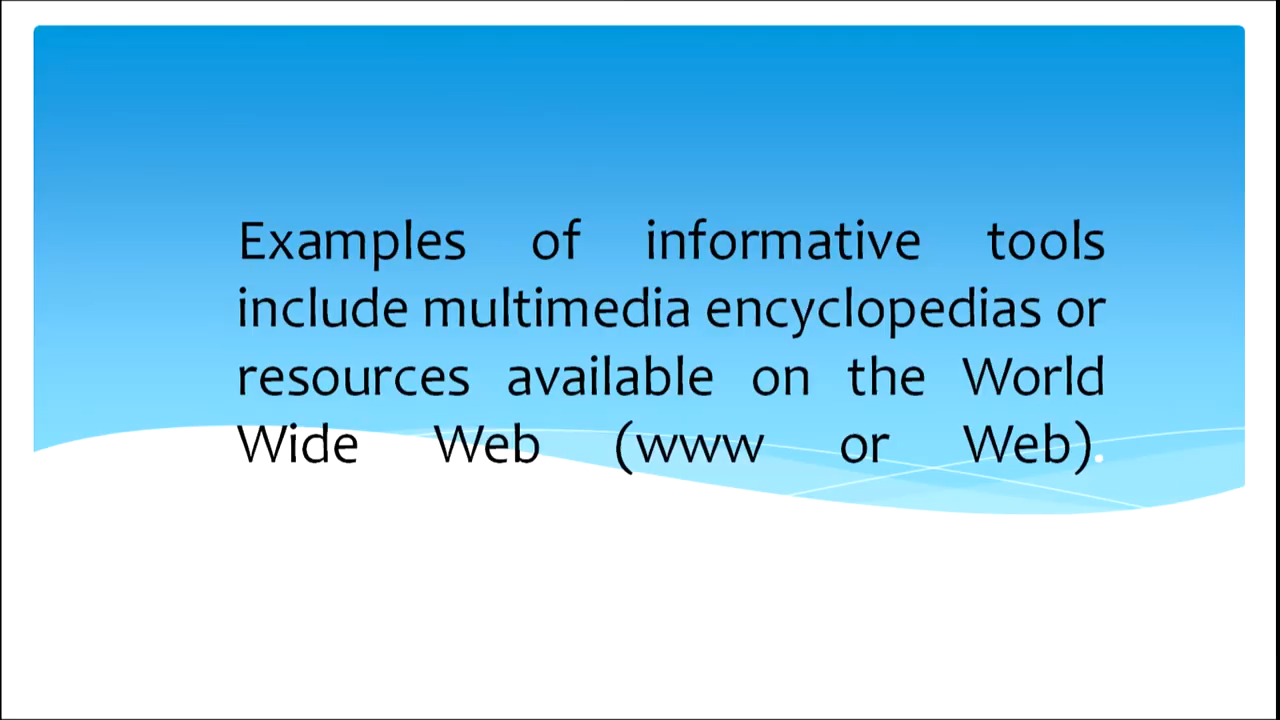 Examples of informative tools
include multimedia encyclopedias or
resources available on the World
Wide Web (www or Web).